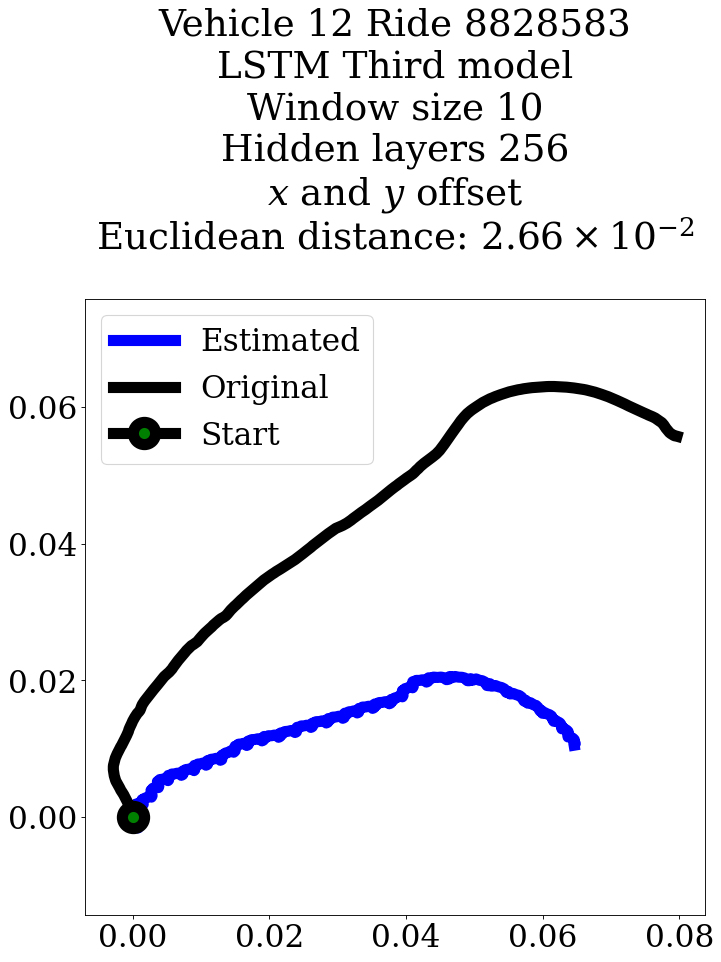 Vehicle 12 Ride 8828583
LSTM Third model
Window size 10
Hidden layers 256
x and y offset
Euclidean distance: 2.66 × 10⁻²
Estimated
Original
Start
0.06
0.04
0.02
0.00
0.00 0.02 0.04 0.06 0.08